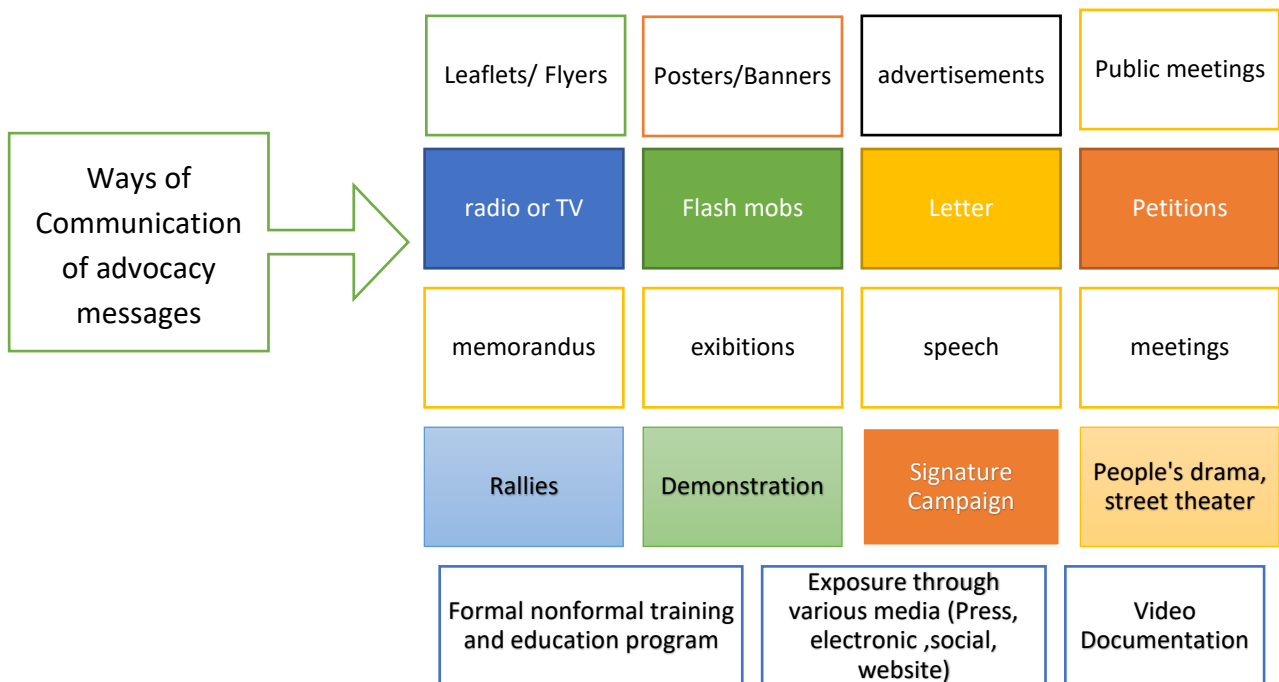 Ways of
Communication
of advocacy
messages
Leaflets/ Flyers
Posters/Banners
advertisements
Public meetings
radio or TV
Flash mobs
Letter
Petitions
memorandus
exibitions
speech
meetings
Rallies
Demonstration
Signature
Campaign
People's drama,
street theater
Formal nonformal training
and education program
Exposure through
various media (Press,
electronic ,social,
website)
Video
Documentation